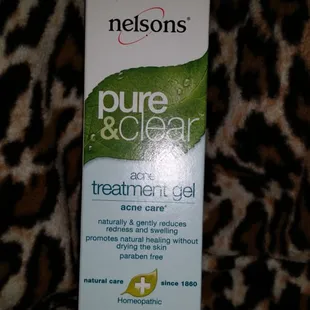 nelsons®
pure
&clear
acne
treatment gel
acne care*
naturally & gently reduces
redness and swelling
promotes natural healing without
drying the skin
paraben free
natural care
since 1860
Homeopathic